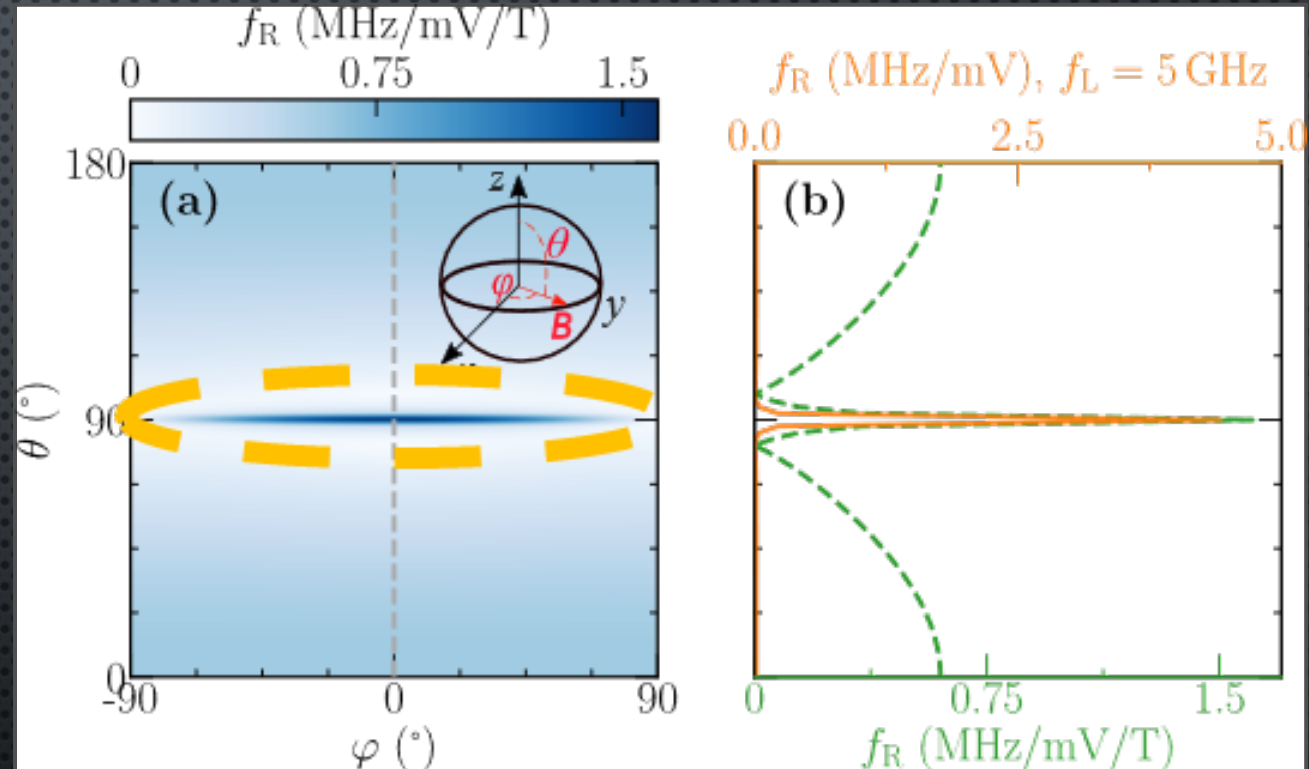 f_R (MHz/mV/T)
0 0.75 1.5
f_R (MHz/mV), f_L = 5 GHz
0.0 2.5 5.0
180
(a)
z
θ
φ
y
B
(b)
90
θ (°)
0
-90 0 90
φ (°)
0 0.75 1.5
f_R (MHz/mV/T)